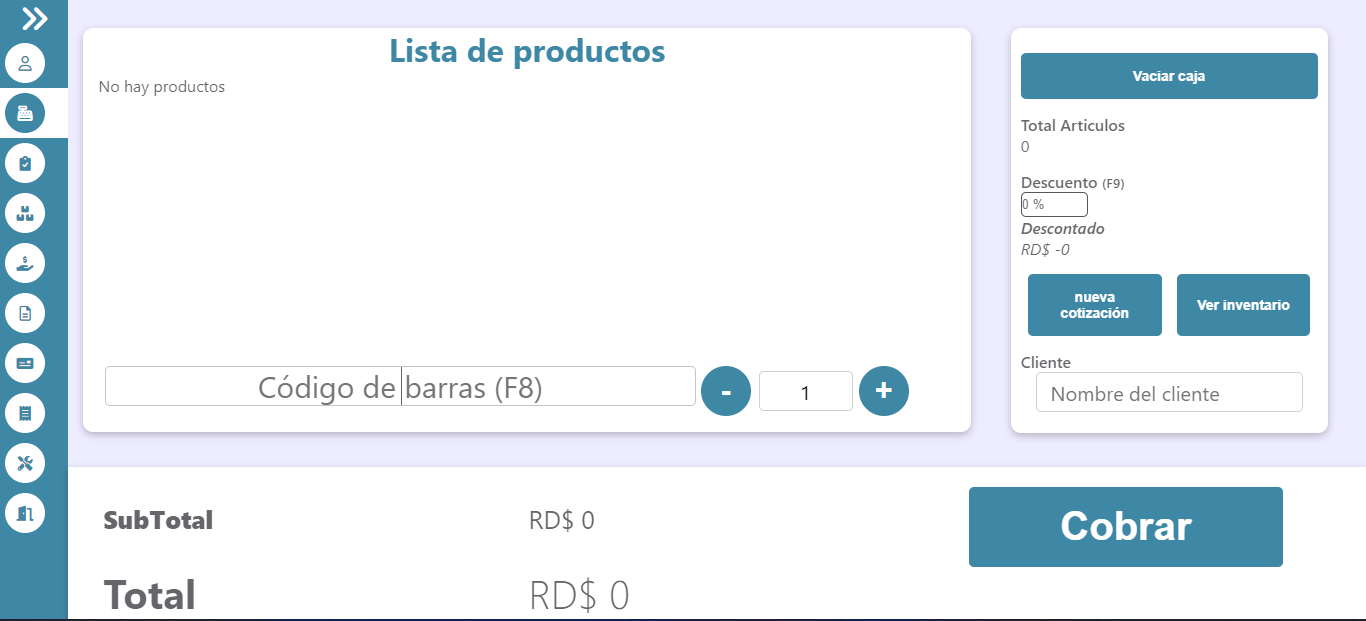 Lista de productos
No hay productos
Código de barras (F8)
-
1
+
Vaciar caja
Total Articulos
0
Descuento (F9)
0 %
Descontado
RD$ -0
nueva
cotización
Ver inventario
Cliente
Nombre del cliente
SubTotal
RD$ 0
Cobrar
Total
RD$ 0